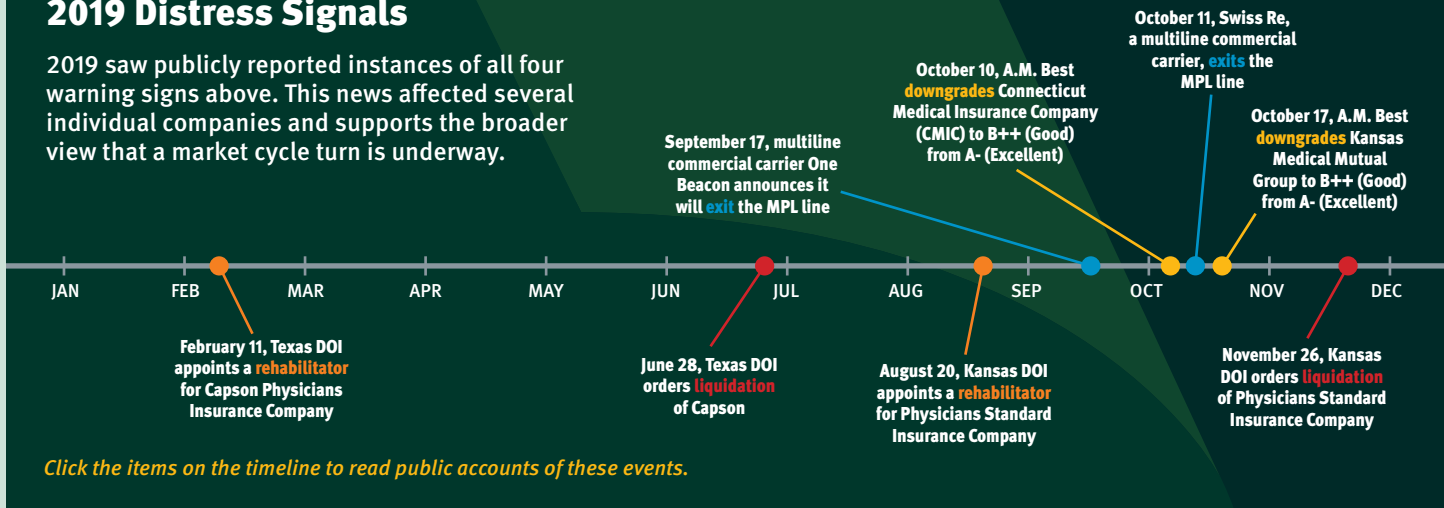 2019 Distress Signals
2019 saw publicly reported instances of all four
warning signs above. This news affected several
individual companies and supports the broader
view that a market cycle turn is underway.
September 17, multiline
commercial carrier One
Beacon announces it
will exit the MPL line
October 10, A.M. Best
downgrades Connecticut
Medical Insurance Company
(CMIC) to B++ (Good)
from A- (Excellent)
October 11, Swiss Re,
a multiline commercial
carrier, exits the
MPL line
October 17, A.M. Best
downgrades Kansas
Medical Mutual
Group to B++ (Good)
from A- (Excellent)
JAN
FEB
MAR
APR
MAY
JUN
JUL
AUG
SEP
OCT
NOV
DEC
February 11, Texas DOI
appoints a rehabilitator
for Capson Physicians
Insurance Company
June 28, Texas DOI
orders liquidation
of Capson
August 20, Kansas DOI
appoints a rehabilitator
for Physicians Standard
Insurance Company
November 26, Kansas
DOI orders liquidation
of Physicians Standard
Insurance Company
Click the items on the timeline to read public accounts of these events.